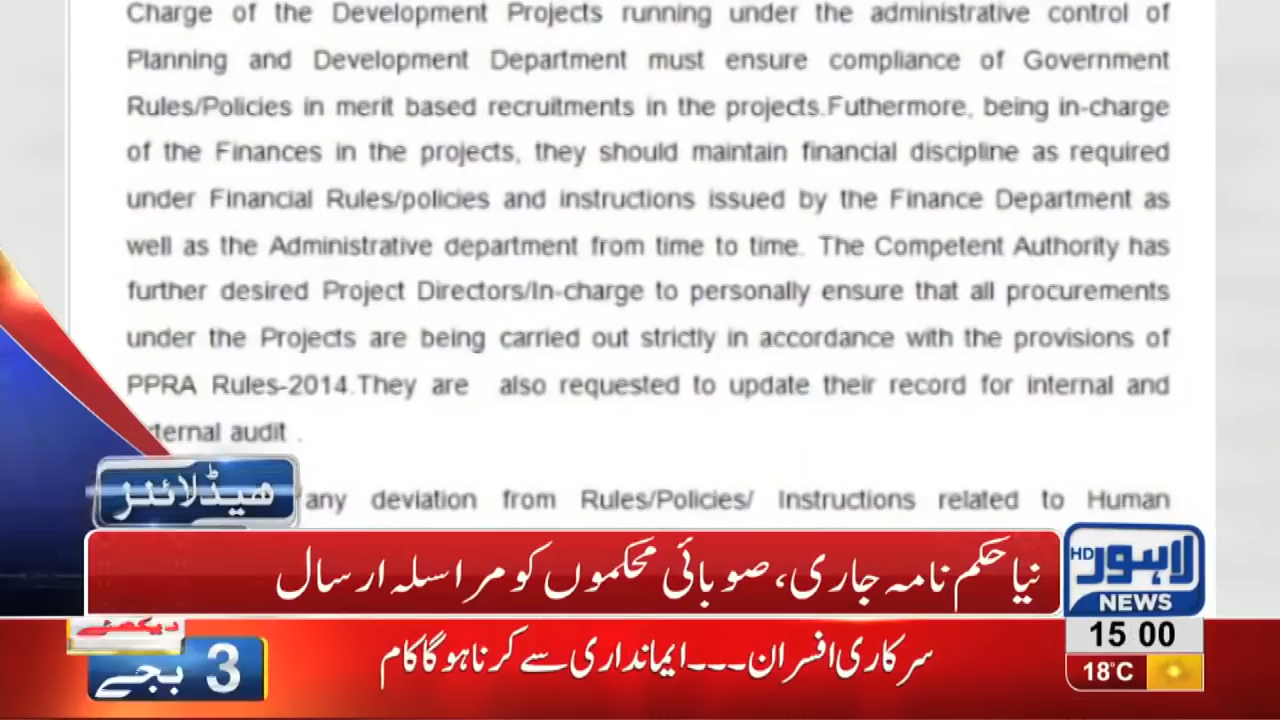 Charge of the Development Projects running under the administrative control of
Planning and Development Department must ensure compliance of Government
Rules/Policies in merit based recruitments in the projects.Futhermore, being in-charge
of the Finances in the projects, they should maintain financial discipline as required
under Financial Rules/policies and instructions issued by the Finance Department as
well as the Administrative department from time to time. The Competent Authority has
further desired Project Directors/In-charge to personally ensure that all procurements
under the Projects are being carried out strictly in accordance with the provisions of
PPRA Rules-2014.They are also requested to update their record for internal and
ternal audit .
any deviation from Rules/Policies/ Instructions related to Human
ھیڈلائنز
نیا حکم نامہ جاری، صوبائی محکموں کو مراسلہ ارسال
HD لاہور
NEWS
سرکاری افسران ۔۔۔ ایمانداری سے کرنا ہوگا کام
15 00
18°C
دیکھئے
3 بجے